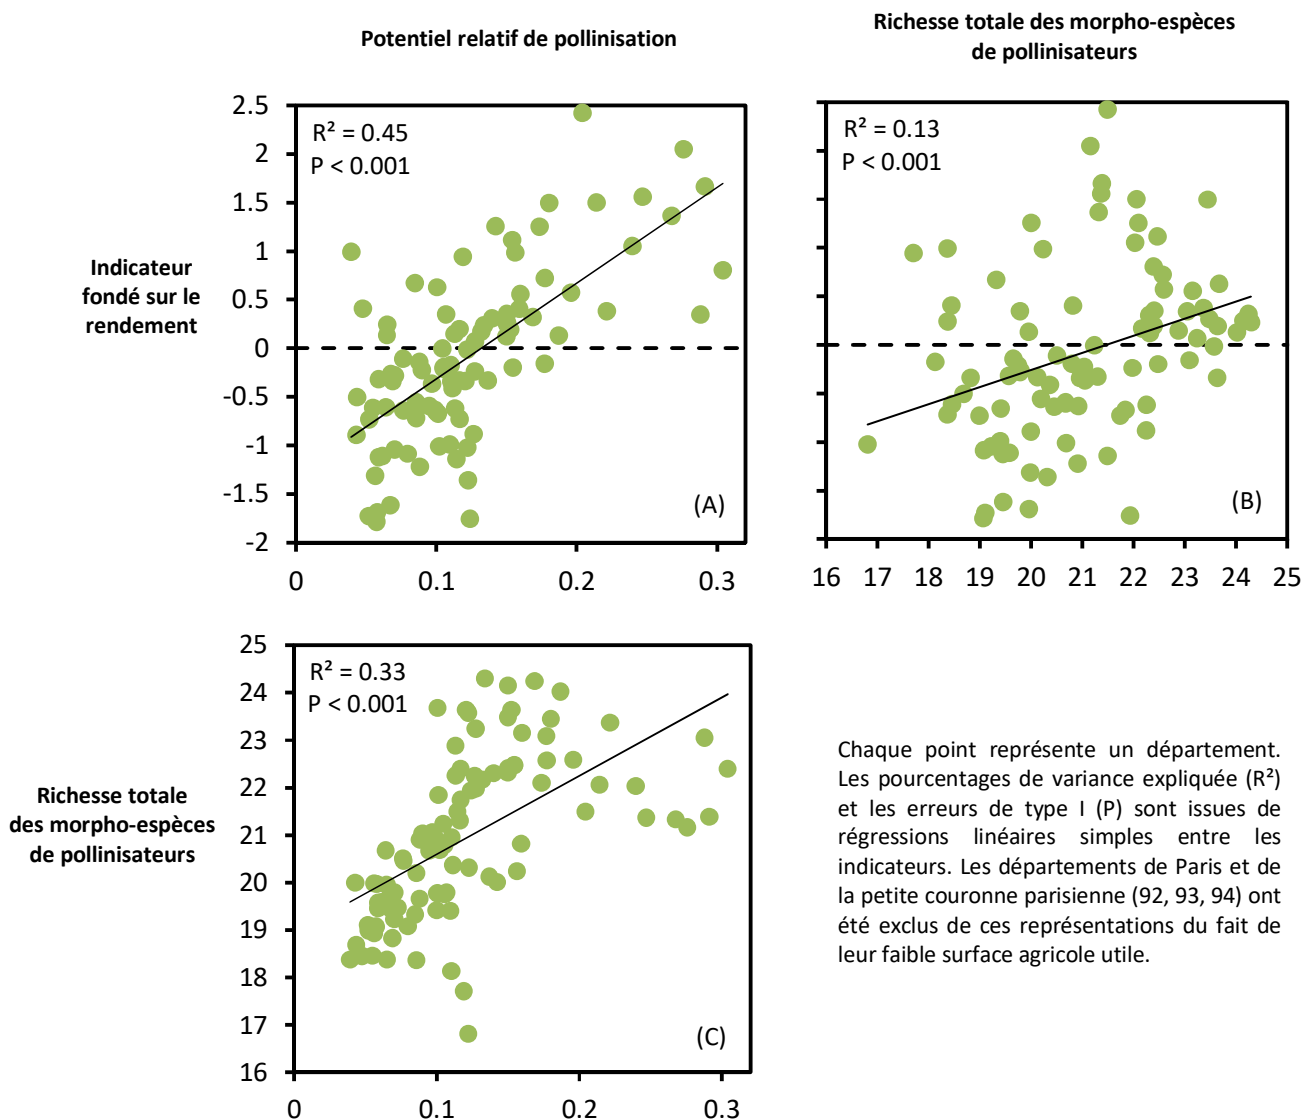 Potentiel relatif de pollinisation
Richesse totale des morpho-espèces
de pollinisateurs
Indicateur
fondé sur le
rendement
2.5
2
1.5
1
0.5
0
-0.5
-1
-1.5
-2
R² = 0.45
P < 0.001
(A)
0
0.1
0.2
0.3
R² = 0.13
P < 0.001
(B)
16 17 18 19 20 21 22 23 24 25
Richesse totale
des morpho-espèces
de pollinisateurs
25
24
23
22
21
20
19
18
17
16
R² = 0.33
P < 0.001
(C)
0
0.1
0.2
0.3
Chaque point représente un département.
Les pourcentages de variance expliquée (R²)
et les erreurs de type I (P) sont issues de
régressions linéaires simples entre les
indicateurs. Les départements de Paris et de
la petite couronne parisienne (92, 93, 94) ont
été exclus de ces représentations du fait de
leur faible surface agricole utile.